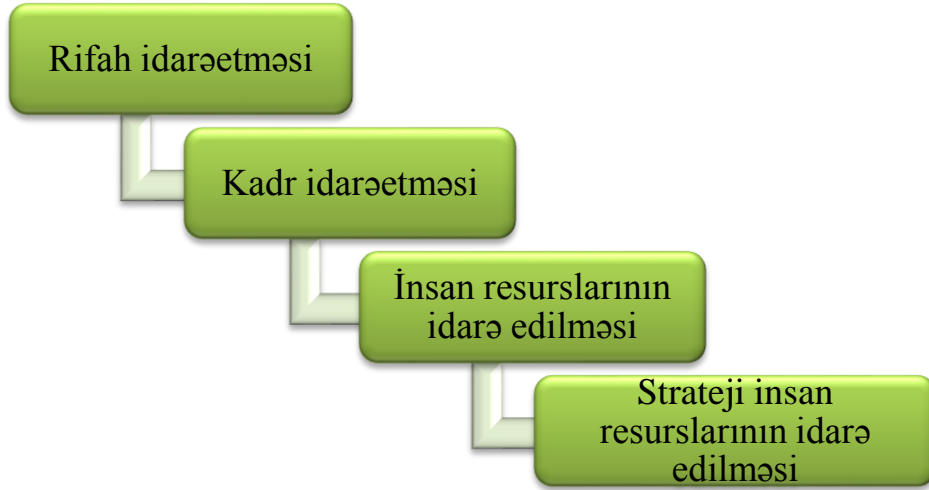 Rifah idarəetməsi
Kadr idarəetməsi
İnsan resurslarının
idarə edilməsi
Strateji insan
resurslarının idarə
edilməsi